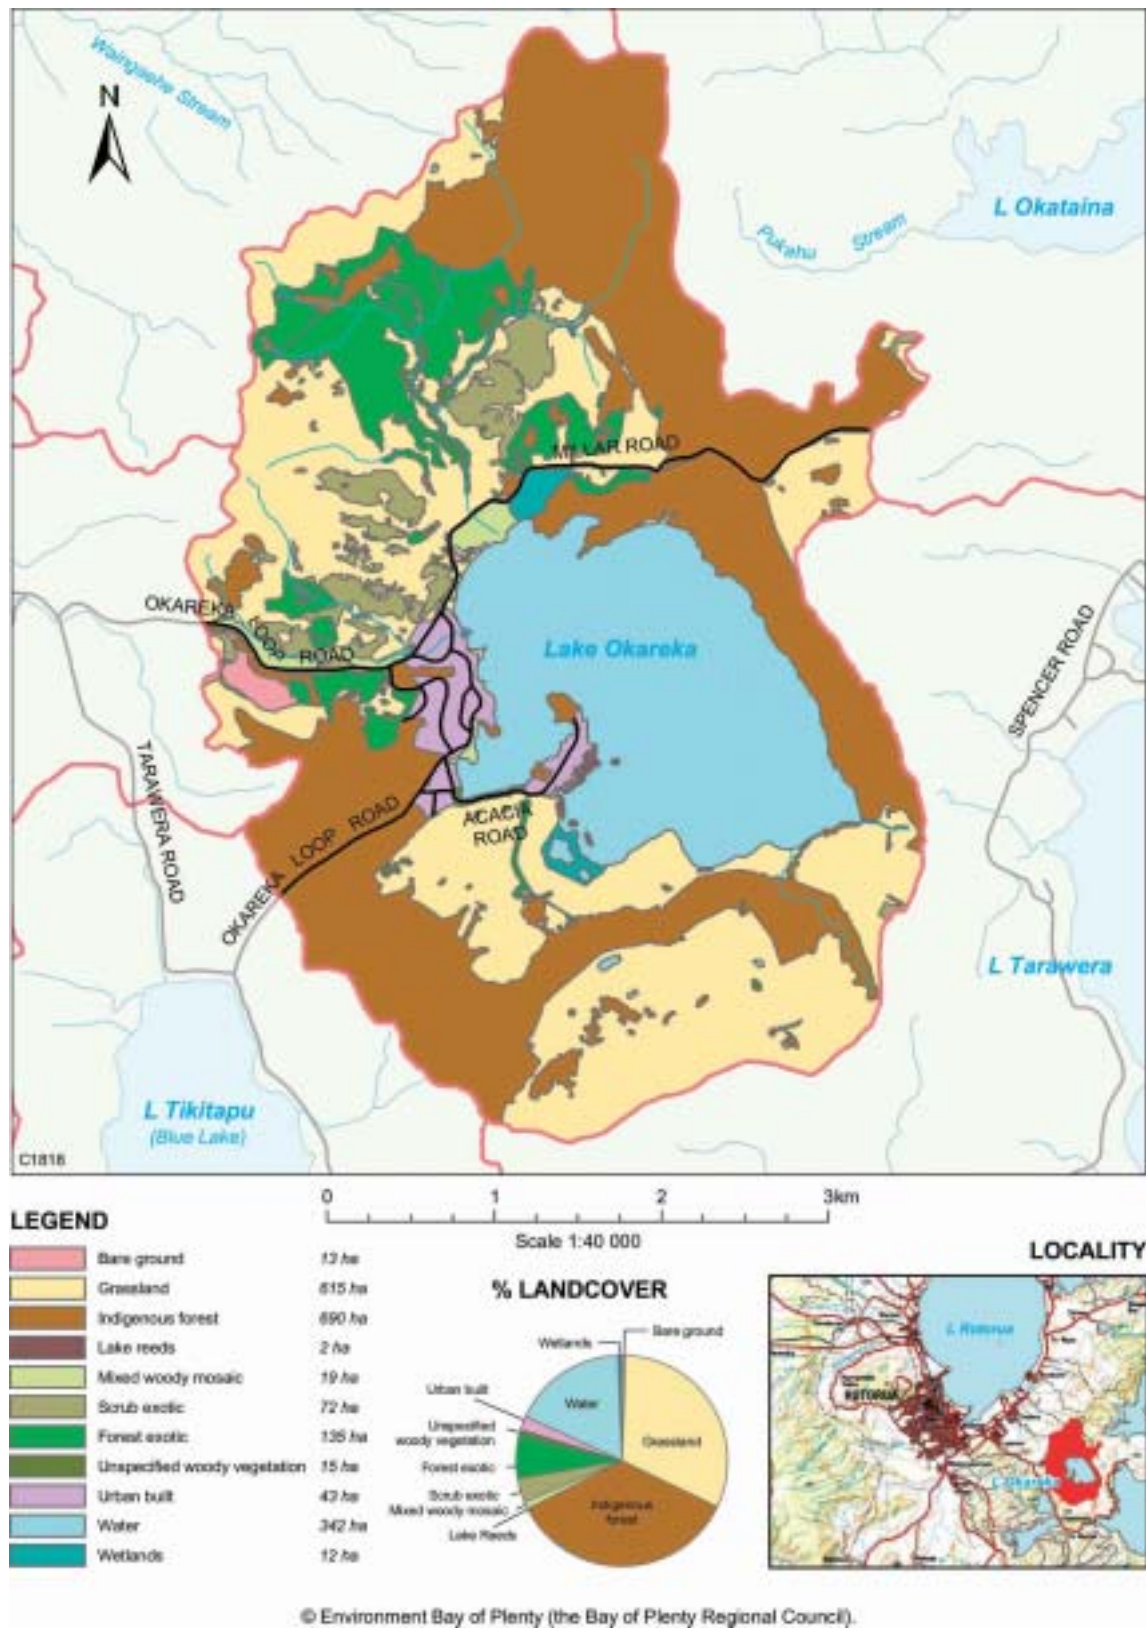 Waingaehe Stream
N
L Okataina
Pukahu Stream
MILLAR ROAD
OKAREKA LOOP ROAD
Lake Okareka
SPENCER ROAD
TARAWERA ROAD
ACACIA
ROAD
OKAREKA LOOP ROAD
L Tarawera
L Tikitapu
(Blue Lake)
C1818
0 1 2 3km
Scale 1:40 000
LEGEND
Bare ground 13 ha
Grassland 615 ha
Indigenous forest 690 ha
Lake reeds 2 ha
Mixed woody mosaic 19 ha
Scrub exotic 72 ha
Forest exotic 135 ha
Unspecified woody vegetation 15 ha
Urban built 43 ha
Water 342 ha
Wetlands 12 ha
% LANDCOVER
Wetlands
Bare ground
Urban built
Water
Unspecified
woody vegetation
Grassland
Forest exotic
Scrub exotic
Mixed woody mosaic
Indigenous
forest
Lake Reeds
LOCALITY
L Rotorua
ROTORUA
L Okareka
© Environment Bay of Plenty (the Bay of Plenty Regional Council).